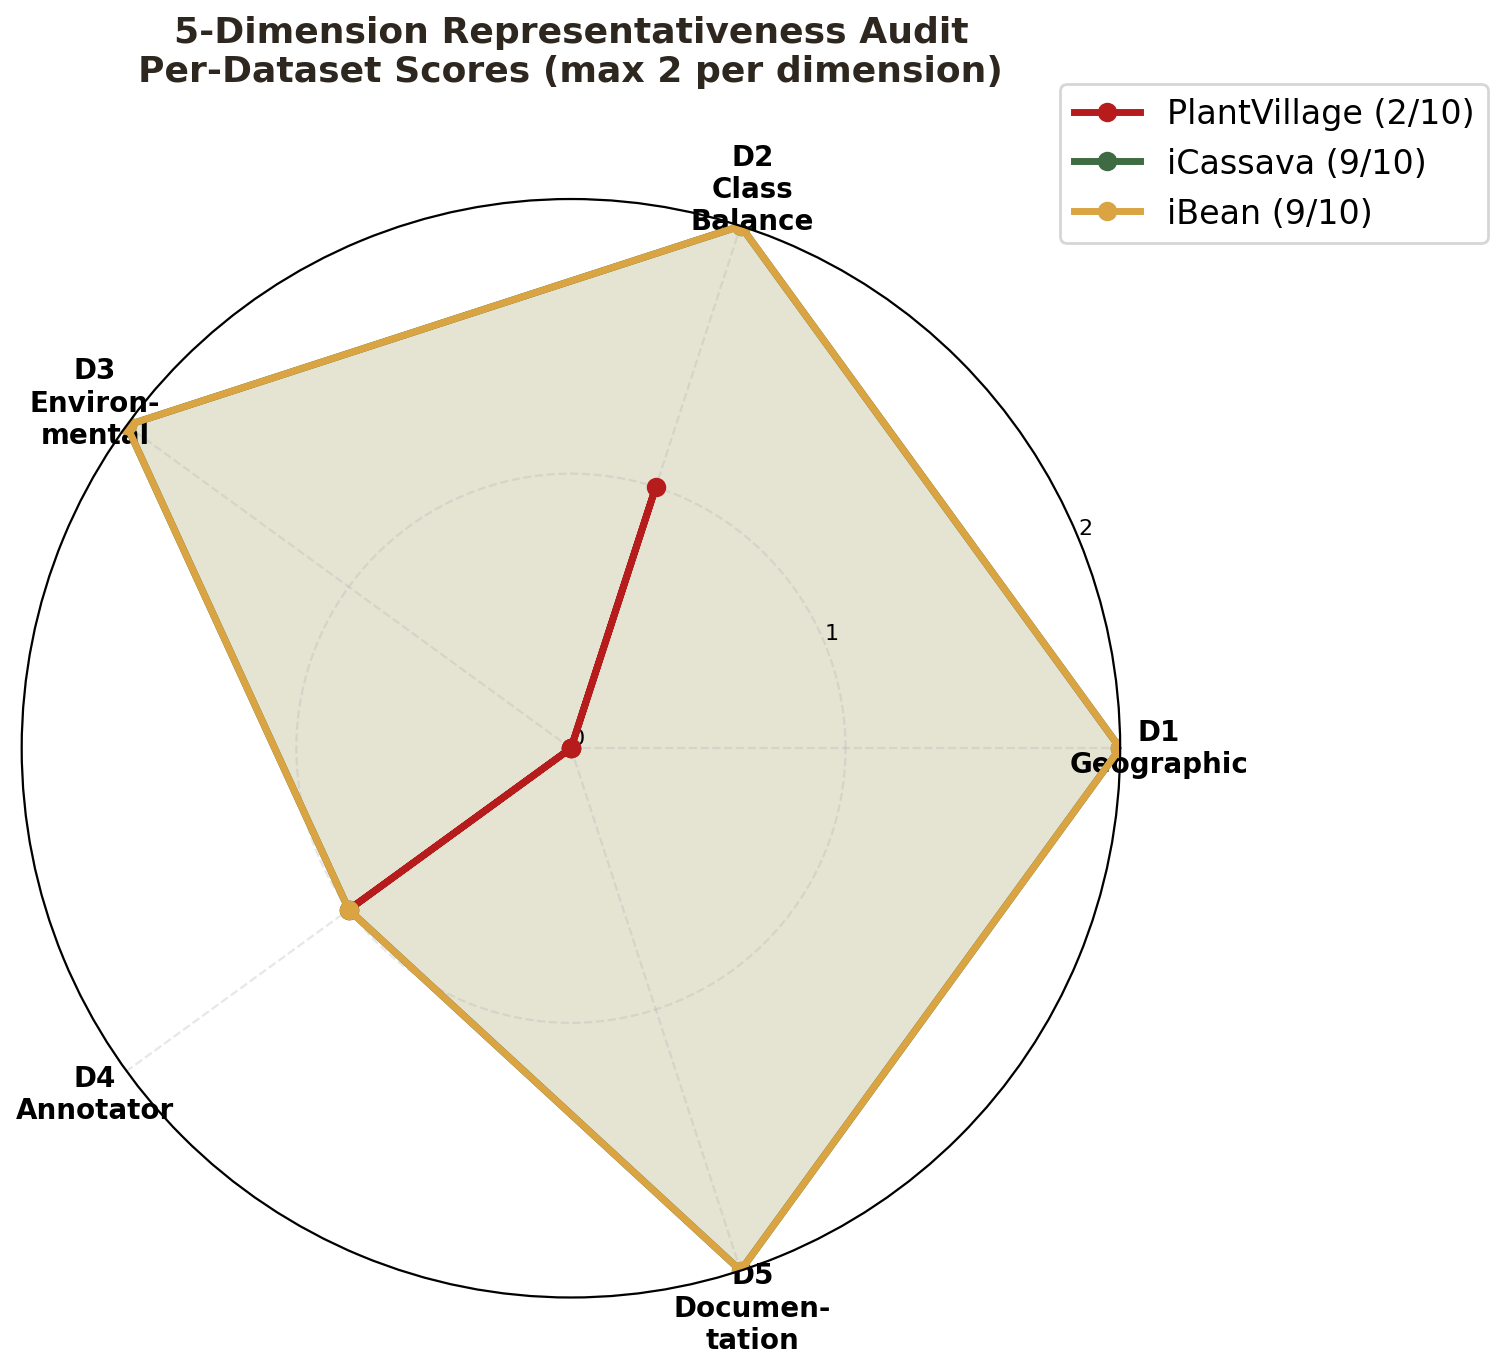 5-Dimension Representativeness Audit
Per-Dataset Scores (max 2 per dimension)
PlantVillage (2/10)
iCassava (9/10)
iBean (9/10)
D2
Class
Balance
D3
Environ-
mental
2
1
0
D1
Geographic
D4
Annotator
D5
Documen-
tation